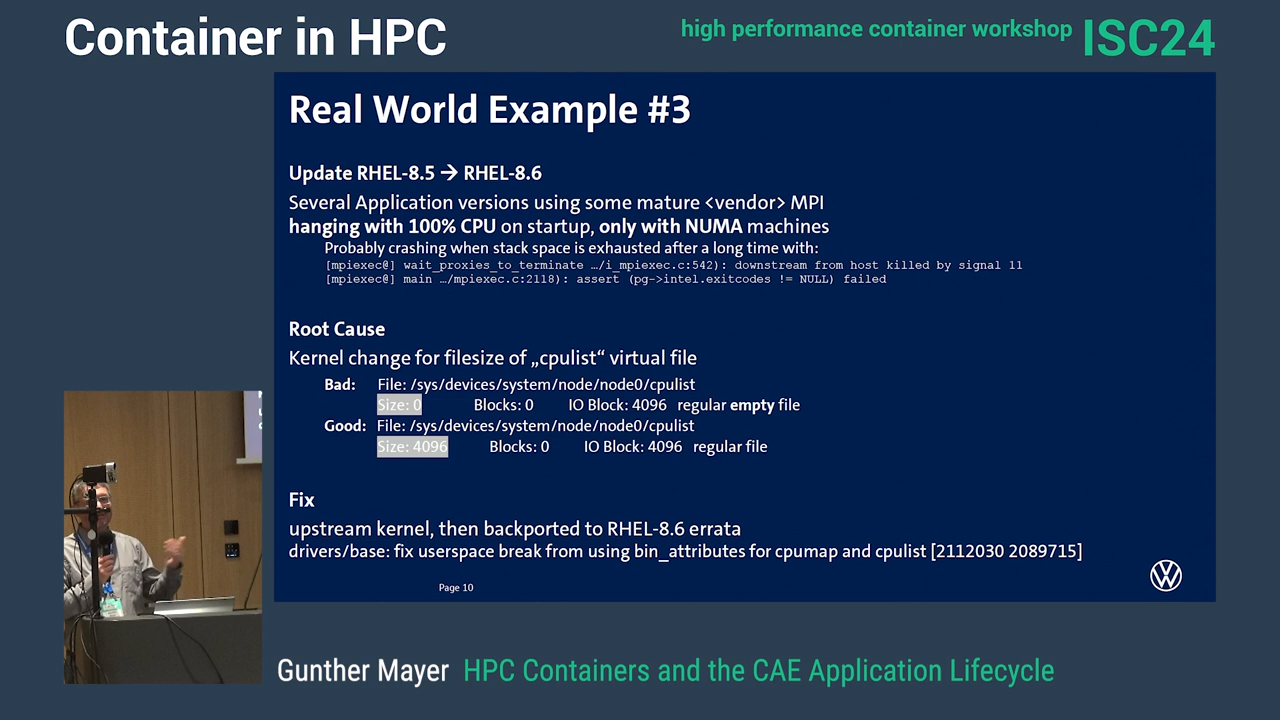 Container in HPC
high performance container workshop ISC24
Real World Example #3
Update RHEL-8.5 → RHEL-8.6
Several Application versions using some mature <vendor> MPI
hanging with 100% CPU on startup, only with NUMA machines
Probably crashing when stack space is exhausted after a long time with:
[mpiexec@] wait_proxies_to_terminate …/i_mpiexec.c:542): downstream from host killed by signal 11
[mpiexec@] main …/mpiexec.c:2118): assert (pg->intel.exitcodes != NULL) failed
Root Cause
Kernel change for filesize of „cpulist“ virtual file
Bad: File: /sys/devices/system/node/node0/cpulist
Size: 0 Blocks: 0 IO Block: 4096 regular empty file
Good: File: /sys/devices/system/node/node0/cpulist
Size: 4096 Blocks: 0 IO Block: 4096 regular file
Fix
upstream kernel, then backported to RHEL-8.6 errata
drivers/base: fix userspace break from using bin_attributes for cpumap and cpulist [2112030 2089715]
Page 10
Gunther Mayer HPC Containers and the CAE Application Lifecycle